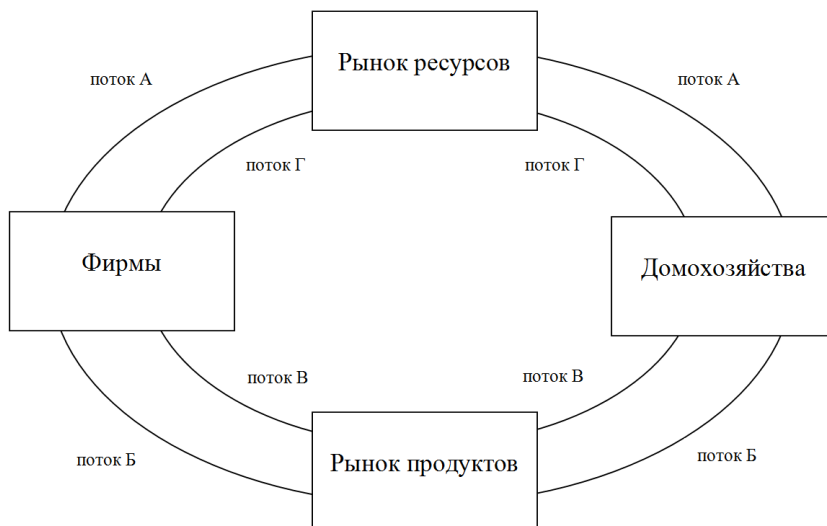 Рынок ресурсов
поток А
поток А
поток Г
поток Г
Фирмы
Домохозяйства
поток В
поток В
поток Б
Рынок продуктов
поток Б